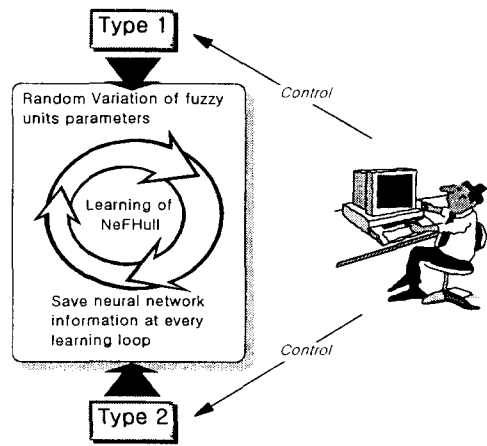 Type 1
Control
Random Variation of fuzzy
units parameters
Learning of
NeFHull
Save neural network
information at every
learning loop
Control
Type 2